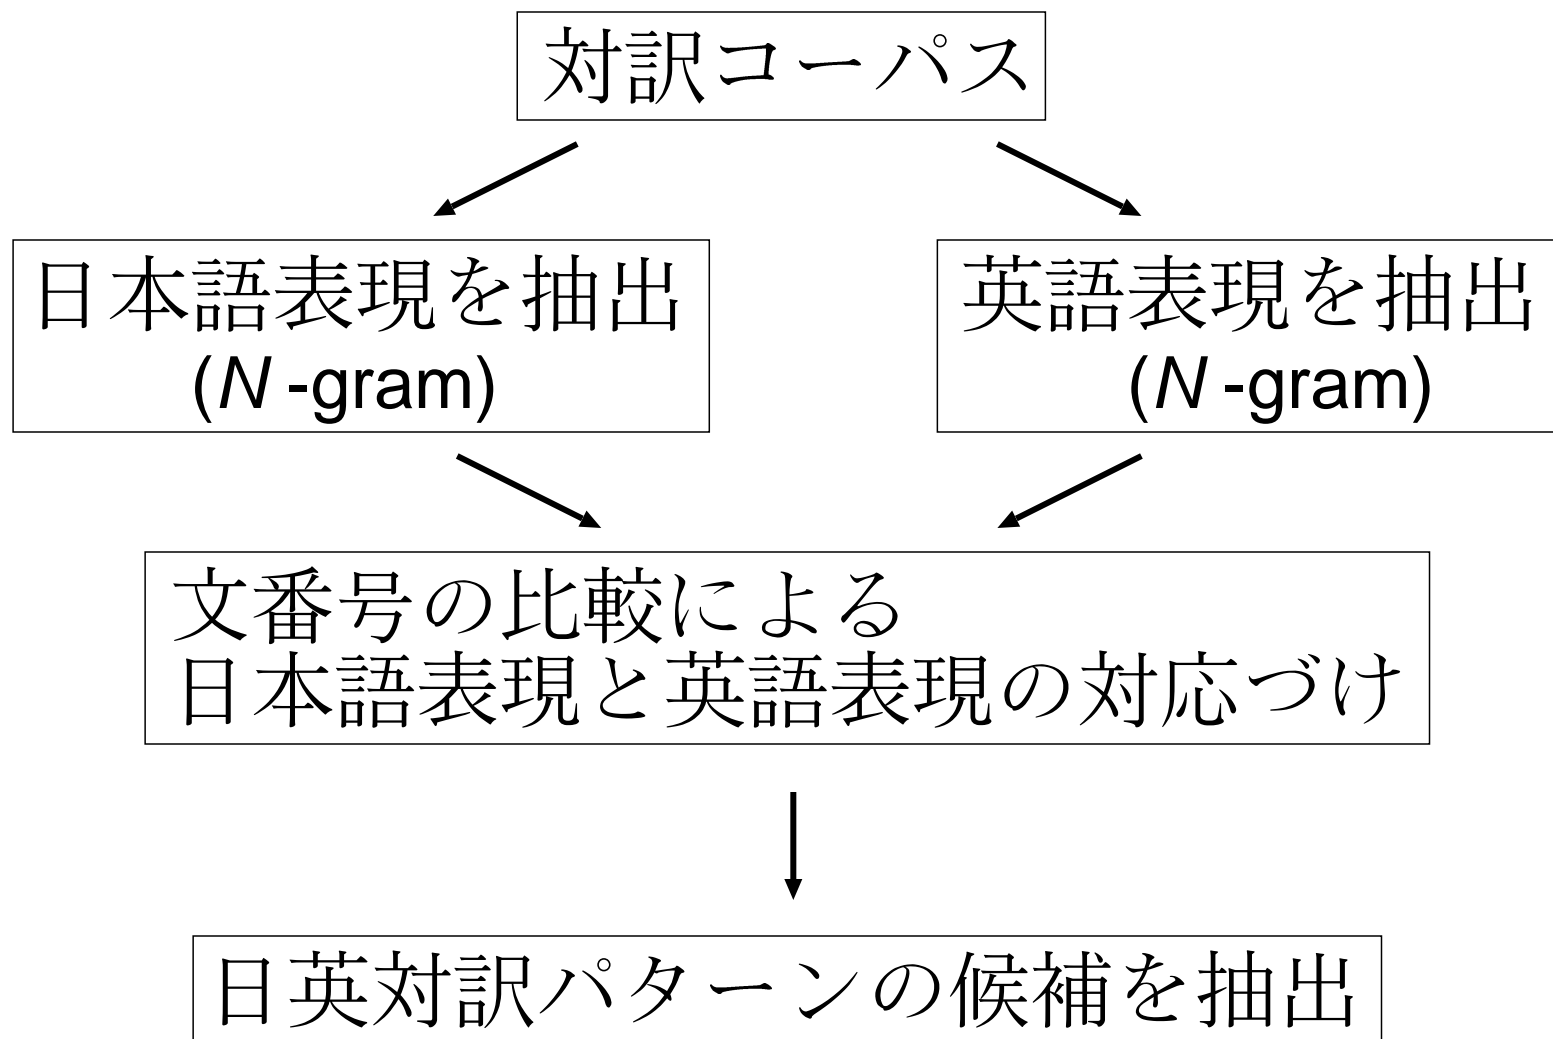 対訳コーパス
日本語表現を抽出
(N -gram)
英語表現を抽出
(N -gram)
文番号の比較による
日本語表現と英語表現の対応づけ
日英対訳パターンの候補を抽出